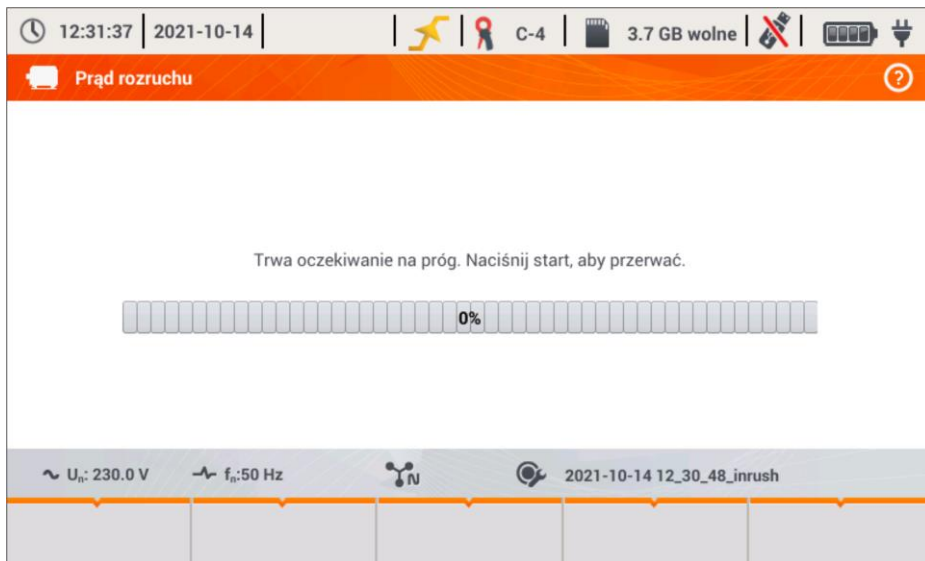 12:31:37 2021-10-14 C-4 3.7 GB wolne
Prąd rozruchu ?
Trwa oczekiwanie na próg. Naciśnij start, aby przerwać.
0%
Uₙ: 230.0 V fₙ:50 Hz N 2021-10-14 12_30_48_inrush